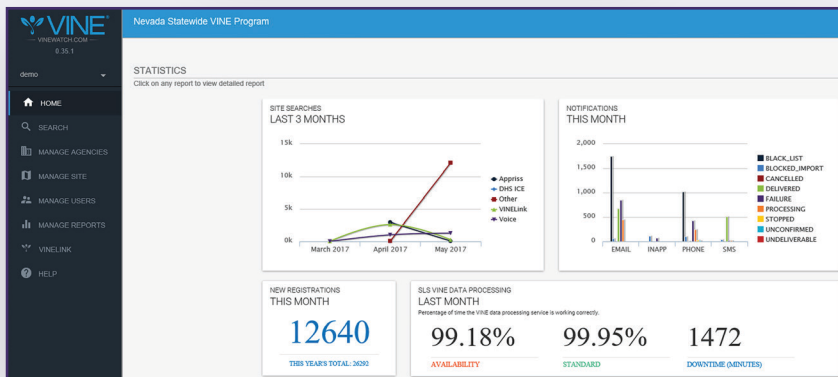 VINE
VINEWATCH.COM
0.35.1
demo
HOME
SEARCH
MANAGE AGENCIES
MANAGE SITE
MANAGE USERS
MANAGE REPORTS
VINELINK
HELP
Nevada Statewide VINE Program
STATISTICS
Click on any report to view detailed report
SITE SEARCHES
LAST 3 MONTHS
15k
10k
5k
0k
March 2017
April 2017
May 2017
Appriss
DHS ICE
Other
VINELink
Voice
NOTIFICATIONS
THIS MONTH
2,000
1,500
1,000
500
0
EMAIL
INAPP
PHONE
SMS
BLACK_LIST
BLOCKED_IMPORT
CANCELLED
DELIVERED
FAILURE
PROCESSING
STOPPED
UNCONFIRMED
UNDELIVERABLE
NEW REGISTRATIONS
THIS MONTH
12640
THIS YEAR'S TOTAL: 26292
SLS VINE DATA PROCESSING
LAST MONTH
Percentage of time the VINE data processing service is working correctly.
99.18%
AVAILABILITY
99.95%
STANDARD
1472
DOWNTIME (MINUTES)